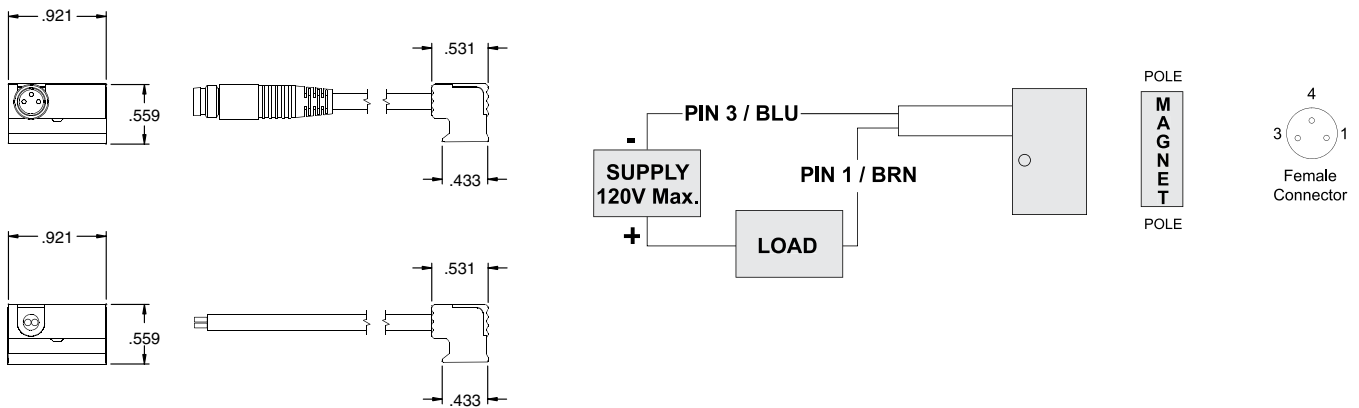 .921
.559
.531
.433
.921
.559
.531
.433
PIN 3 / BLU
-
SUPPLY
120V Max.
+
PIN 1 / BRN
LOAD
POLE
M
A
G
N
E
T
POLE
4
3
1
Female
Connector